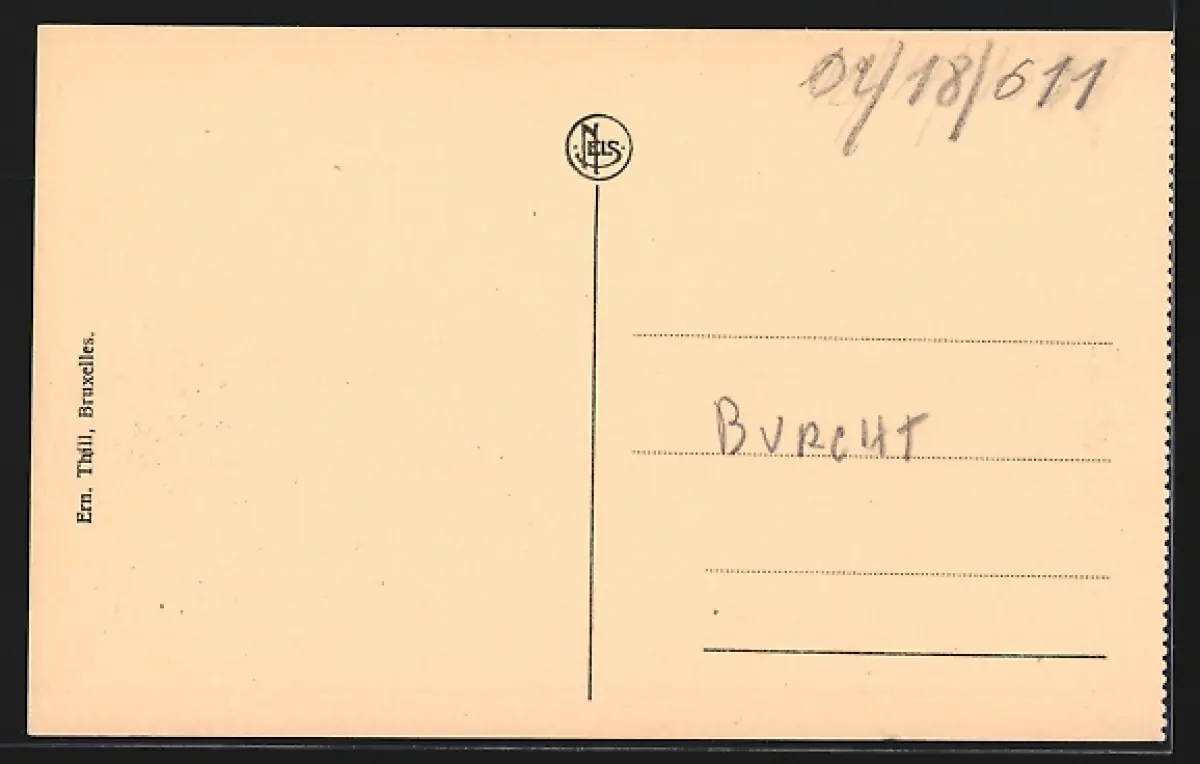 04/18/611
NELS
Ern. Thill, Bruxelles.
BURCHT